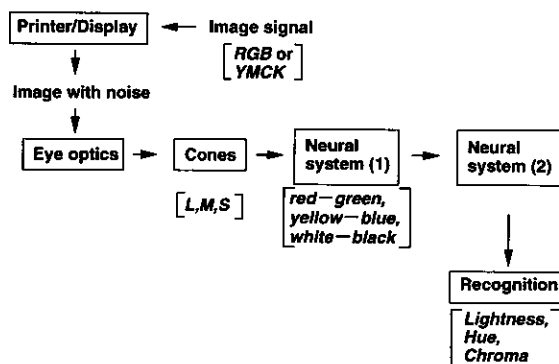 Printer/Display
Image signal
[RGB or
YMCK]
Image with noise
Eye optics
Cones
Neural
system (1)
Neural
system (2)
[L,M,S]
[red—green,
yellow—blue,
white—black]
Recognition
[Lightness,
Hue,
Chroma]